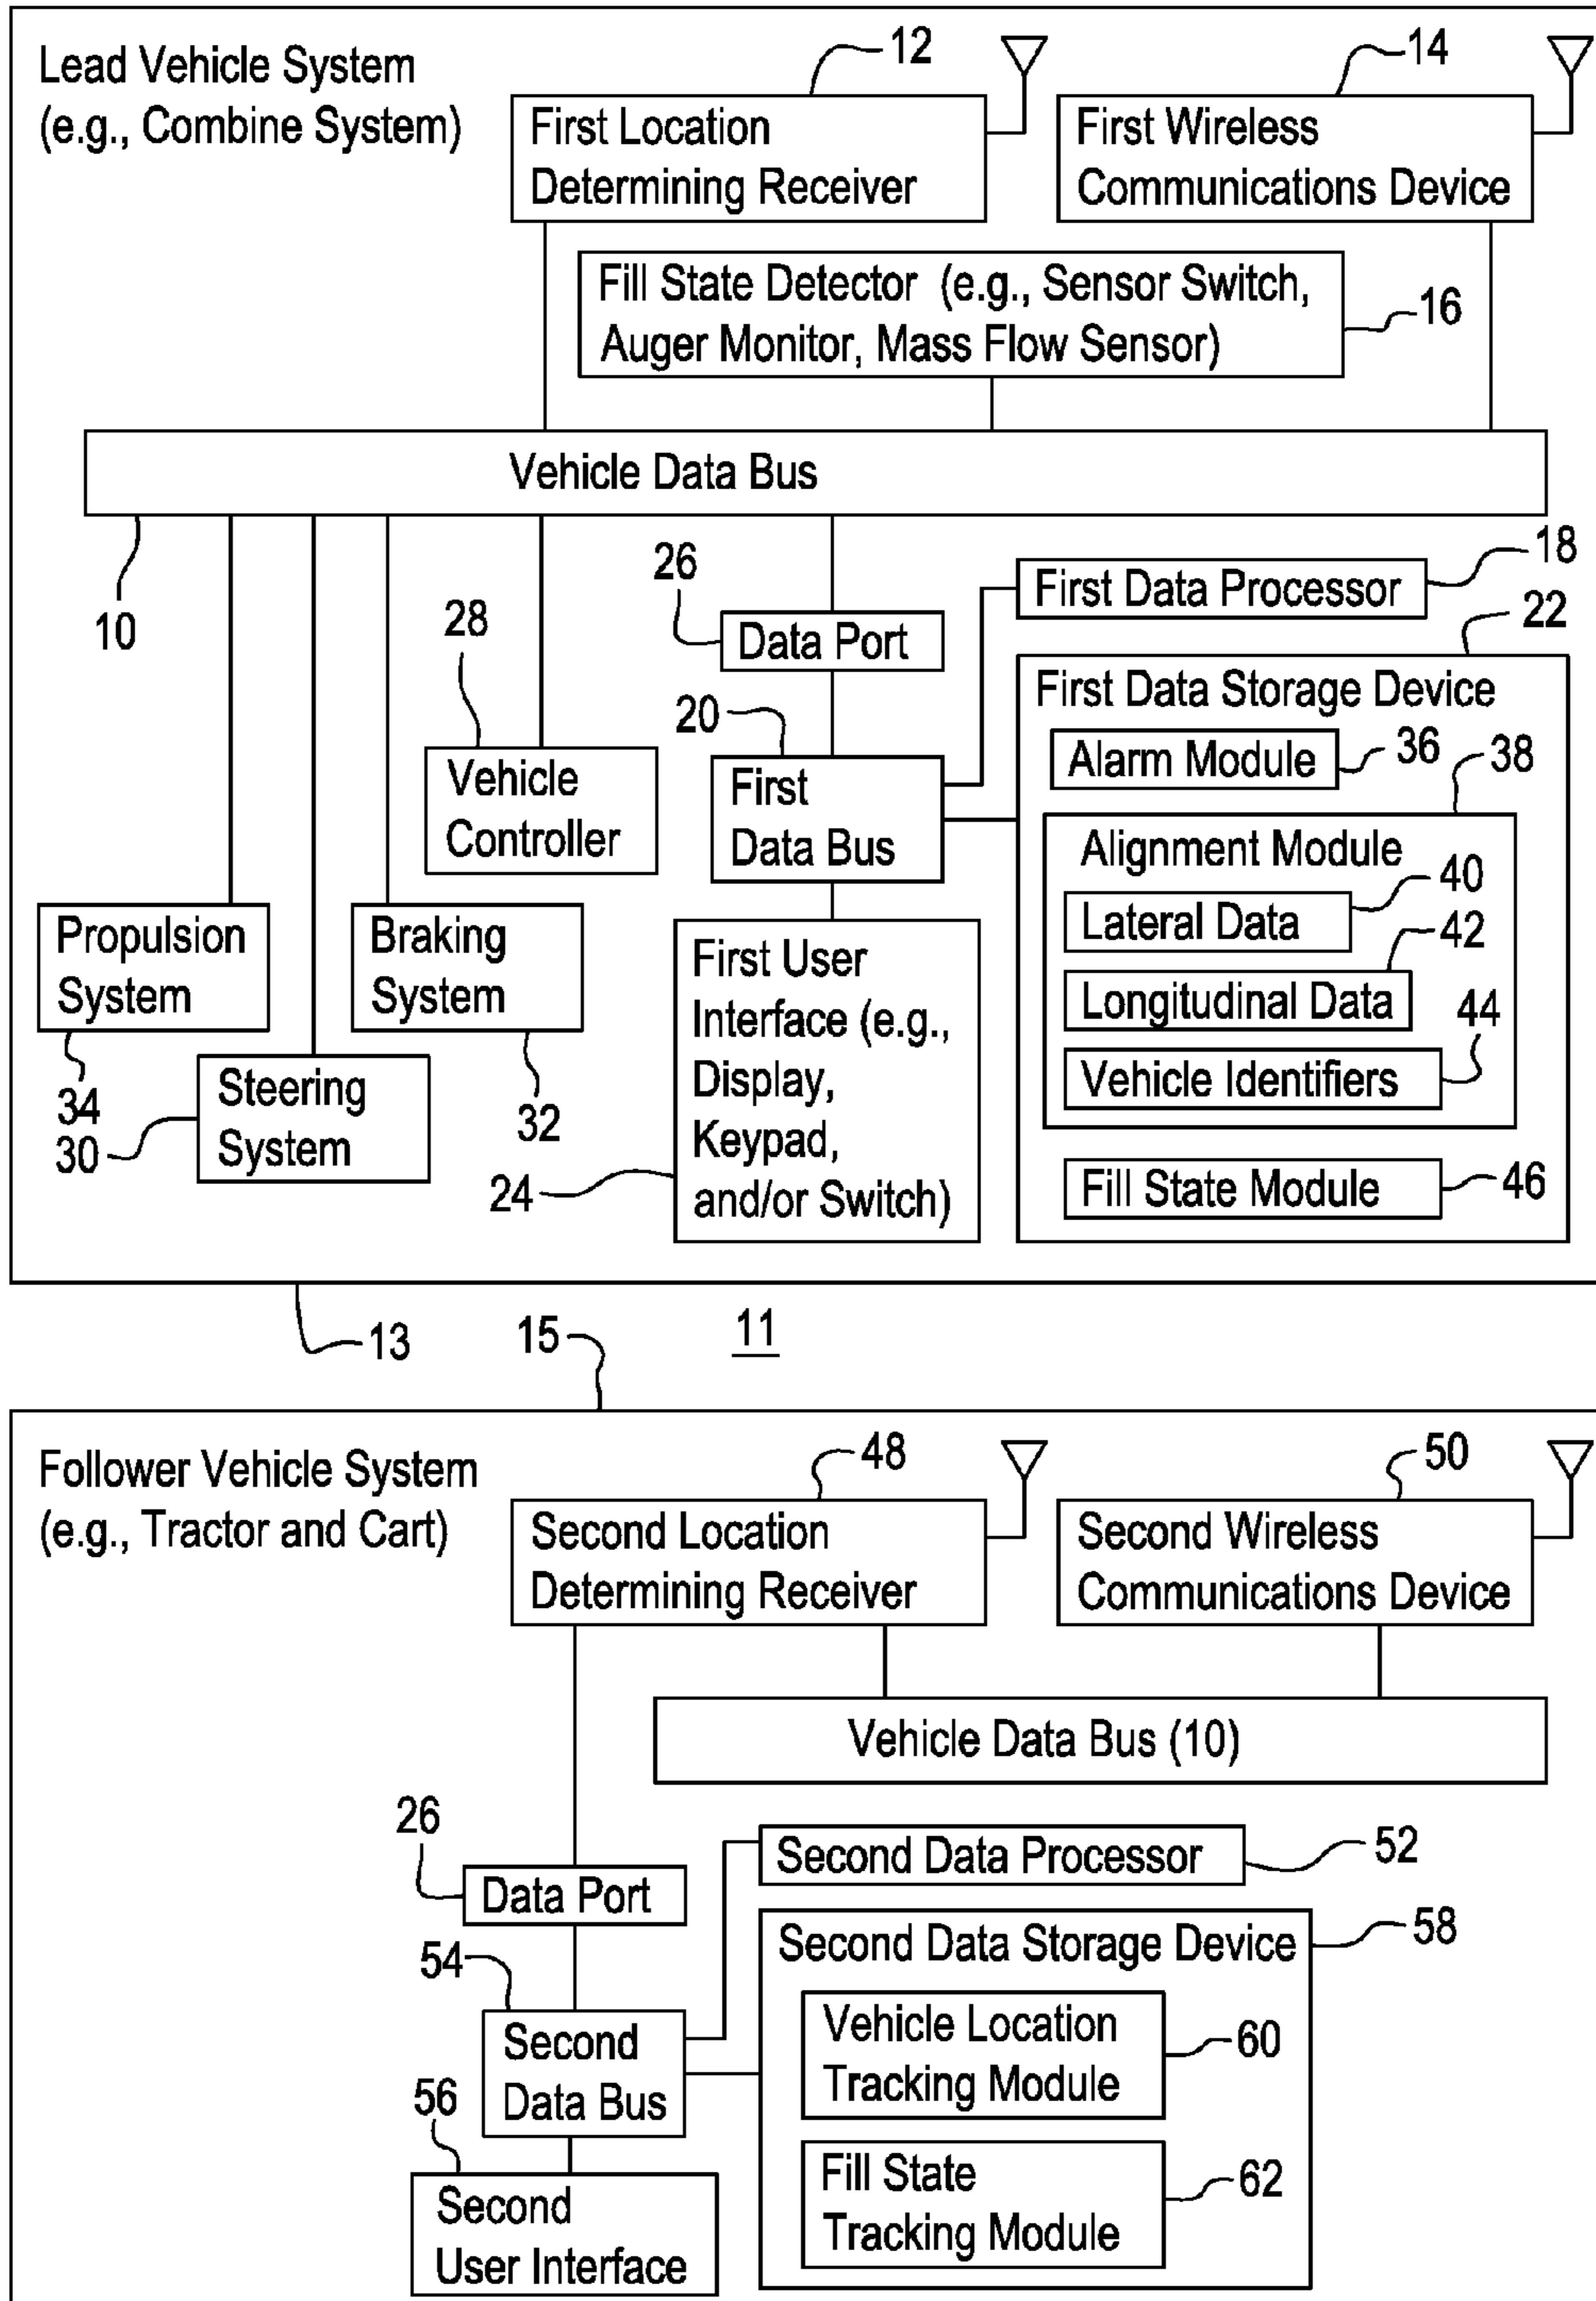 Lead Vehicle System
(e.g., Combine System)
12
14
First Location
Determining Receiver
First Wireless
Communications Device
Fill State Detector (e.g., Sensor Switch,
Auger Monitor, Mass Flow Sensor)
16
Vehicle Data Bus
10
26
Data Port
18
First Data Processor
22
First Data Storage Device
28
Vehicle
Controller
20
First
Data Bus
Alarm Module
36
38
Alignment Module
Lateral Data
40
Longitudinal Data
42
Vehicle Identifiers
44
Fill State Module
46
Propulsion
System
34
Braking
System
32
Steering
System
30
First User
Interface (e.g.,
Display,
Keypad,
and/or Switch)
24
13
15
11
Follower Vehicle System
(e.g., Tractor and Cart)
48
50
Second Location
Determining Receiver
Second Wireless
Communications Device
Vehicle Data Bus (10)
26
Data Port
Second Data Processor
52
54
Second
Data Bus
Second Data Storage Device
58
Vehicle Location
Tracking Module
60
56
Second
User Interface
Fill State
Tracking Module
62